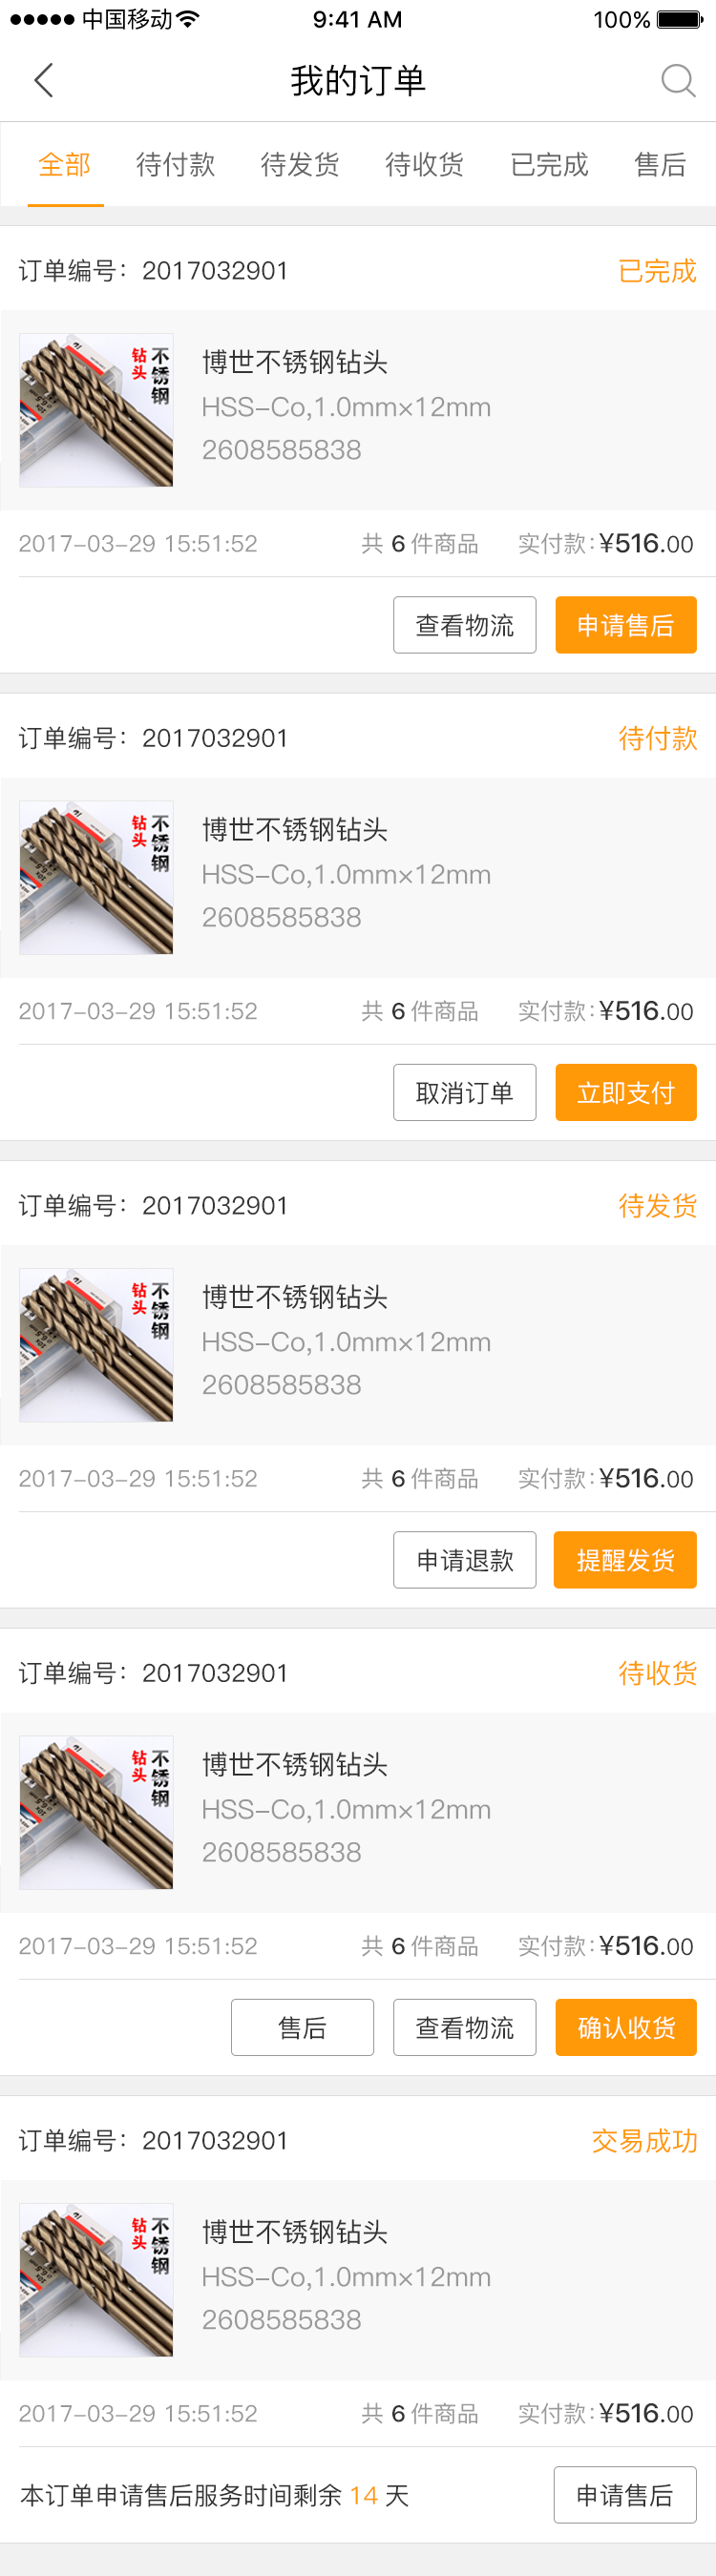 中国移动 9:41 AM 100%
我的订单
全部 待付款 待发货 待收货 已完成 售后
订单编号：2017032901 已完成
不锈钢
钻头
博世不锈钢钻头
HSS-Co,1.0mm×12mm
2608585838
2017-03-29 15:51:52 共 6 件商品 实付款:¥516.00
查看物流 申请售后
订单编号：2017032901 待付款
不锈钢
钻头
博世不锈钢钻头
HSS-Co,1.0mm×12mm
2608585838
2017-03-29 15:51:52 共 6 件商品 实付款:¥516.00
取消订单 立即支付
订单编号：2017032901 待发货
不锈钢
钻头
博世不锈钢钻头
HSS-Co,1.0mm×12mm
2608585838
2017-03-29 15:51:52 共 6 件商品 实付款:¥516.00
申请退款 提醒发货
订单编号：2017032901 待收货
不锈钢
钻头
博世不锈钢钻头
HSS-Co,1.0mm×12mm
2608585838
2017-03-29 15:51:52 共 6 件商品 实付款:¥516.00
售后 查看物流 确认收货
订单编号：2017032901 交易成功
不锈钢
钻头
博世不锈钢钻头
HSS-Co,1.0mm×12mm
2608585838
2017-03-29 15:51:52 共 6 件商品 实付款:¥516.00
本订单申请售后服务时间剩余 14 天 申请售后